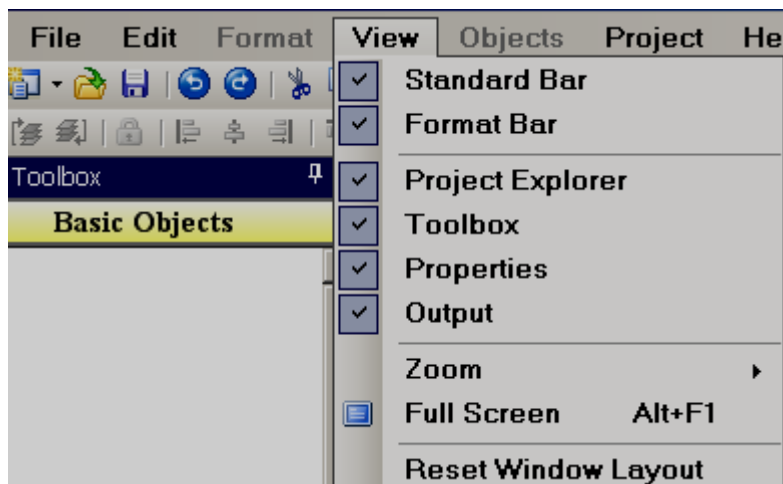 File Edit Format View Objects Project He
Standard Bar
Format Bar
Toolbox
Project Explorer
Basic Objects
Toolbox
Properties
Output
Zoom
Full Screen Alt+F1
Reset Window Layout